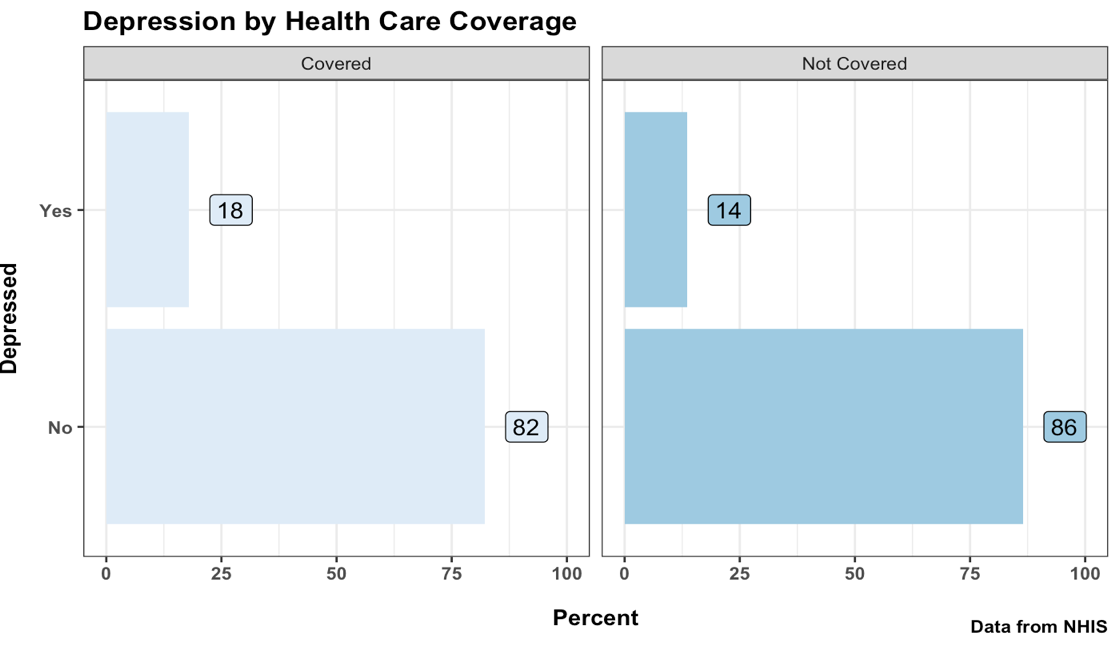 Depression by Health Care Coverage
Covered
Not Covered
Depressed
Yes
18
14
No
82
86
0 25 50 75 100
0 25 50 75 100
Percent
Data from NHIS